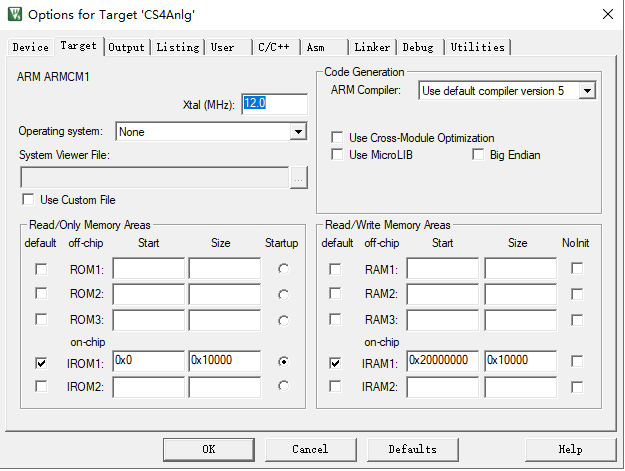 Options for Target 'CS4Anlg'
Device Target Output Listing User C/C++ Asm Linker Debug Utilities
ARM ARMCM1
Xtal (MHz): 12.0
Operating system: None
System Viewer File:
...
Use Custom File
Code Generation
ARM Compiler: Use default compiler version 5
Use Cross-Module Optimization
Use MicroLIB Big Endian
Read/Only Memory Areas
default off-chip Start Size Startup
ROM1:
ROM2:
ROM3:
on-chip
IROM1: 0x0 0x10000
IROM2:
Read/Write Memory Areas
default off-chip Start Size NoInit
RAM1:
RAM2:
RAM3:
on-chip
IRAM1: 0x20000000 0x10000
IRAM2:
OK Cancel Defaults Help